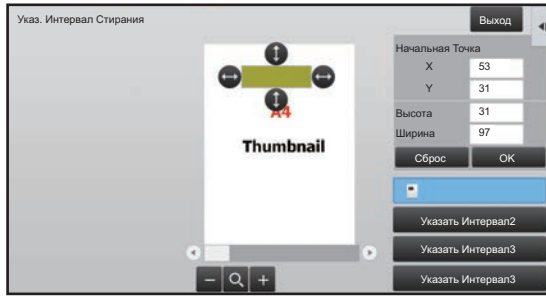 Указ. Интервал Стирания
Выход
Начальная Точка
X 53
Y 31
Высота 31
Ширина 97
Сброс OK
A4
Thumbnail
Указать Интервал2
Указать Интервал3
Указать Интервал3